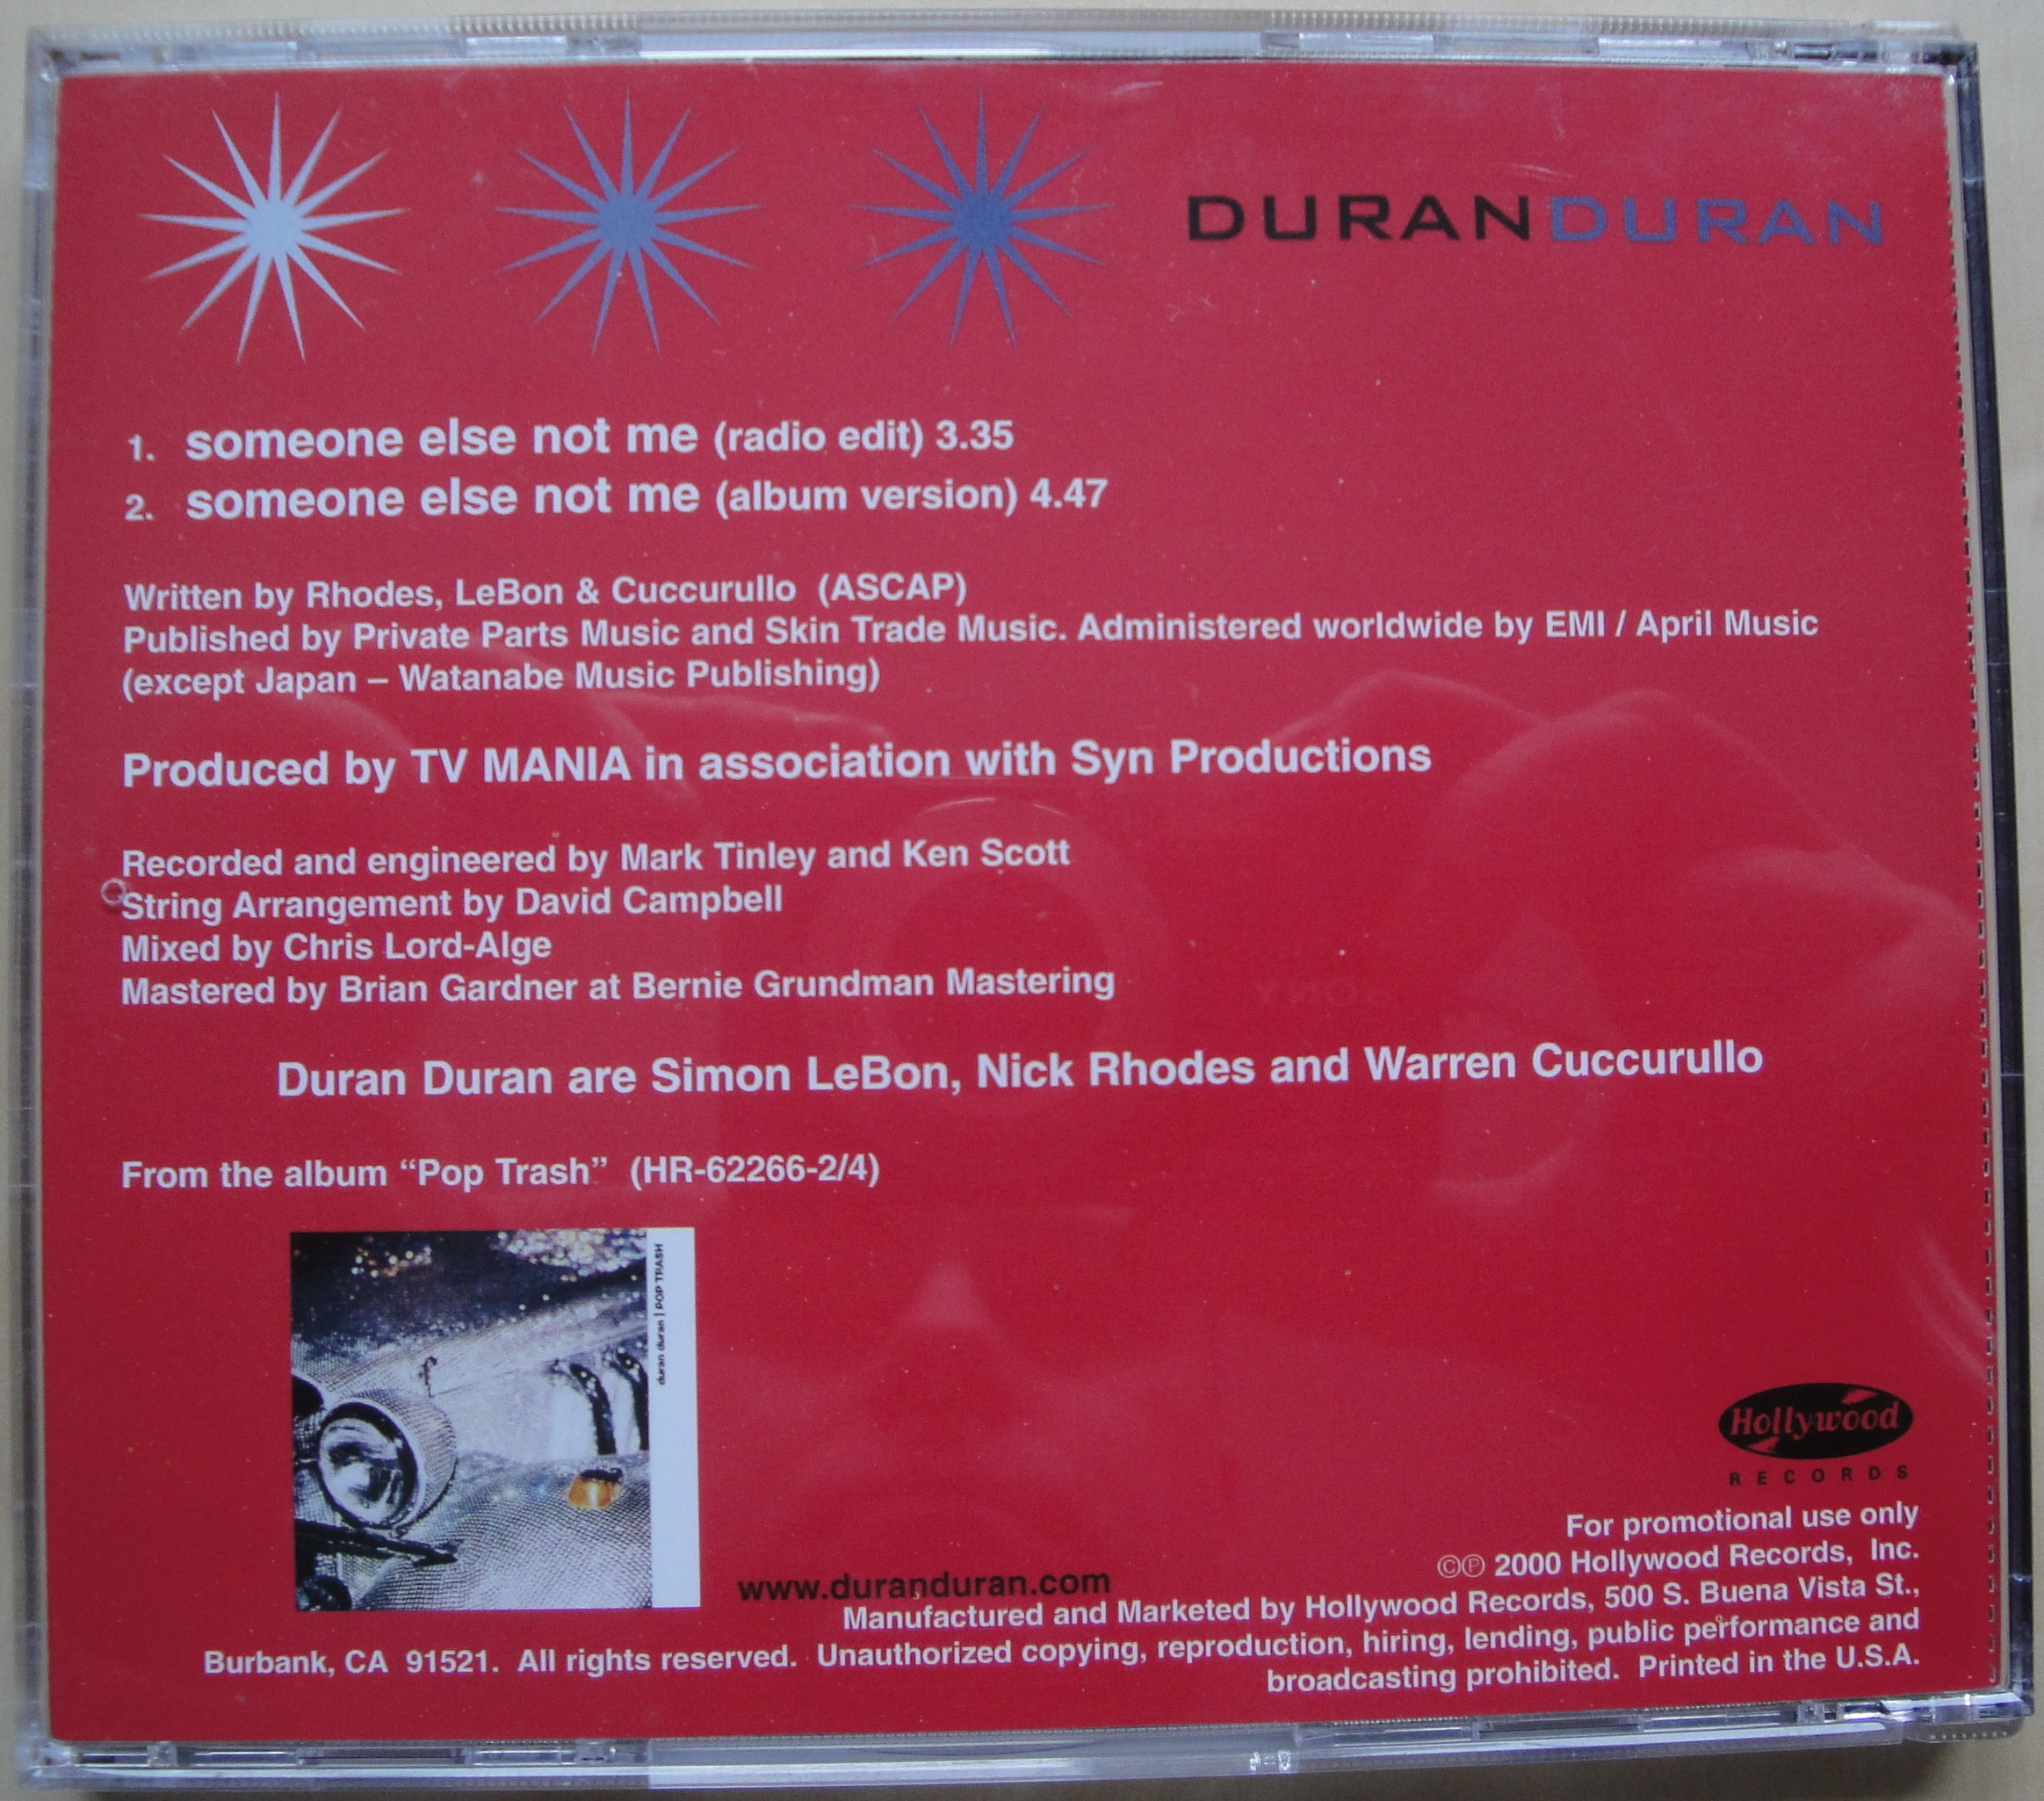 DURANDURAN
1. someone else not me (radio edit) 3.35
2. someone else not me (album version) 4.47
Written by Rhodes, LeBon & Cuccurullo (ASCAP)
Published by Private Parts Music and Skin Trade Music. Administered worldwide by EMI / April Music
(except Japan – Watanabe Music Publishing)
Produced by TV MANIA in association with Syn Productions
Recorded and engineered by Mark Tinley and Ken Scott
String Arrangement by David Campbell
Mixed by Chris Lord-Alge
Mastered by Brian Gardner at Bernie Grundman Mastering
SONY
Duran Duran are Simon LeBon, Nick Rhodes and Warren Cuccurullo
From the album “Pop Trash” (HR-62266-2/4)
duran duran | POP TRASH
Hollywood
RECORDS
For promotional use only
©℗ 2000 Hollywood Records, Inc.
www.duranduran.com
Manufactured and Marketed by Hollywood Records, 500 S. Buena Vista St.,
Burbank, CA 91521. All rights reserved. Unauthorized copying, reproduction, hiring, lending, public performance and
broadcasting prohibited. Printed in the U.S.A.